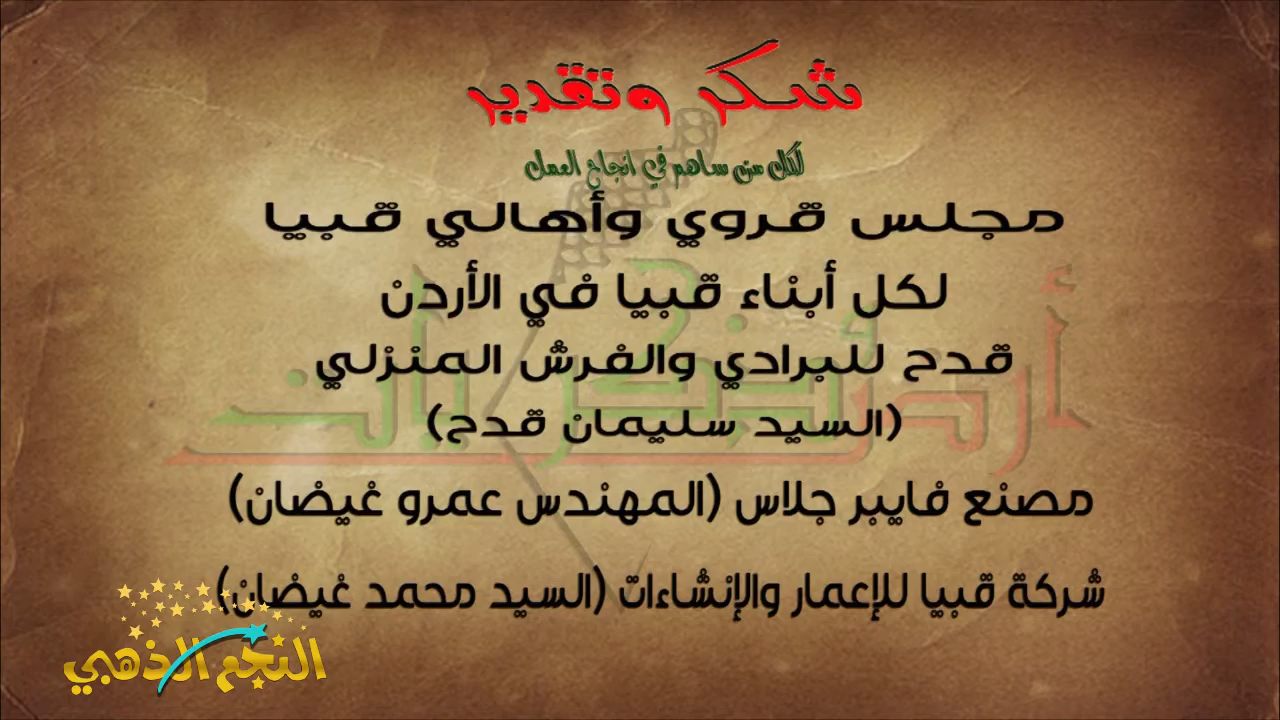 شكر وتقدير
لكل من ساهم في انجاح العمل
مجلس قروي وأهالي قبيا
لكل أبناء قبيا في الأردن
قدح للبرادي والفرش المنزلي
(السيد سليمان قدح)
مصنع فايبر جلاس (المهندس عمرو غيضان)
شركة قبيا للإعمار والإنشاءات (السيد محمد غيضان)
النجم الذهبي